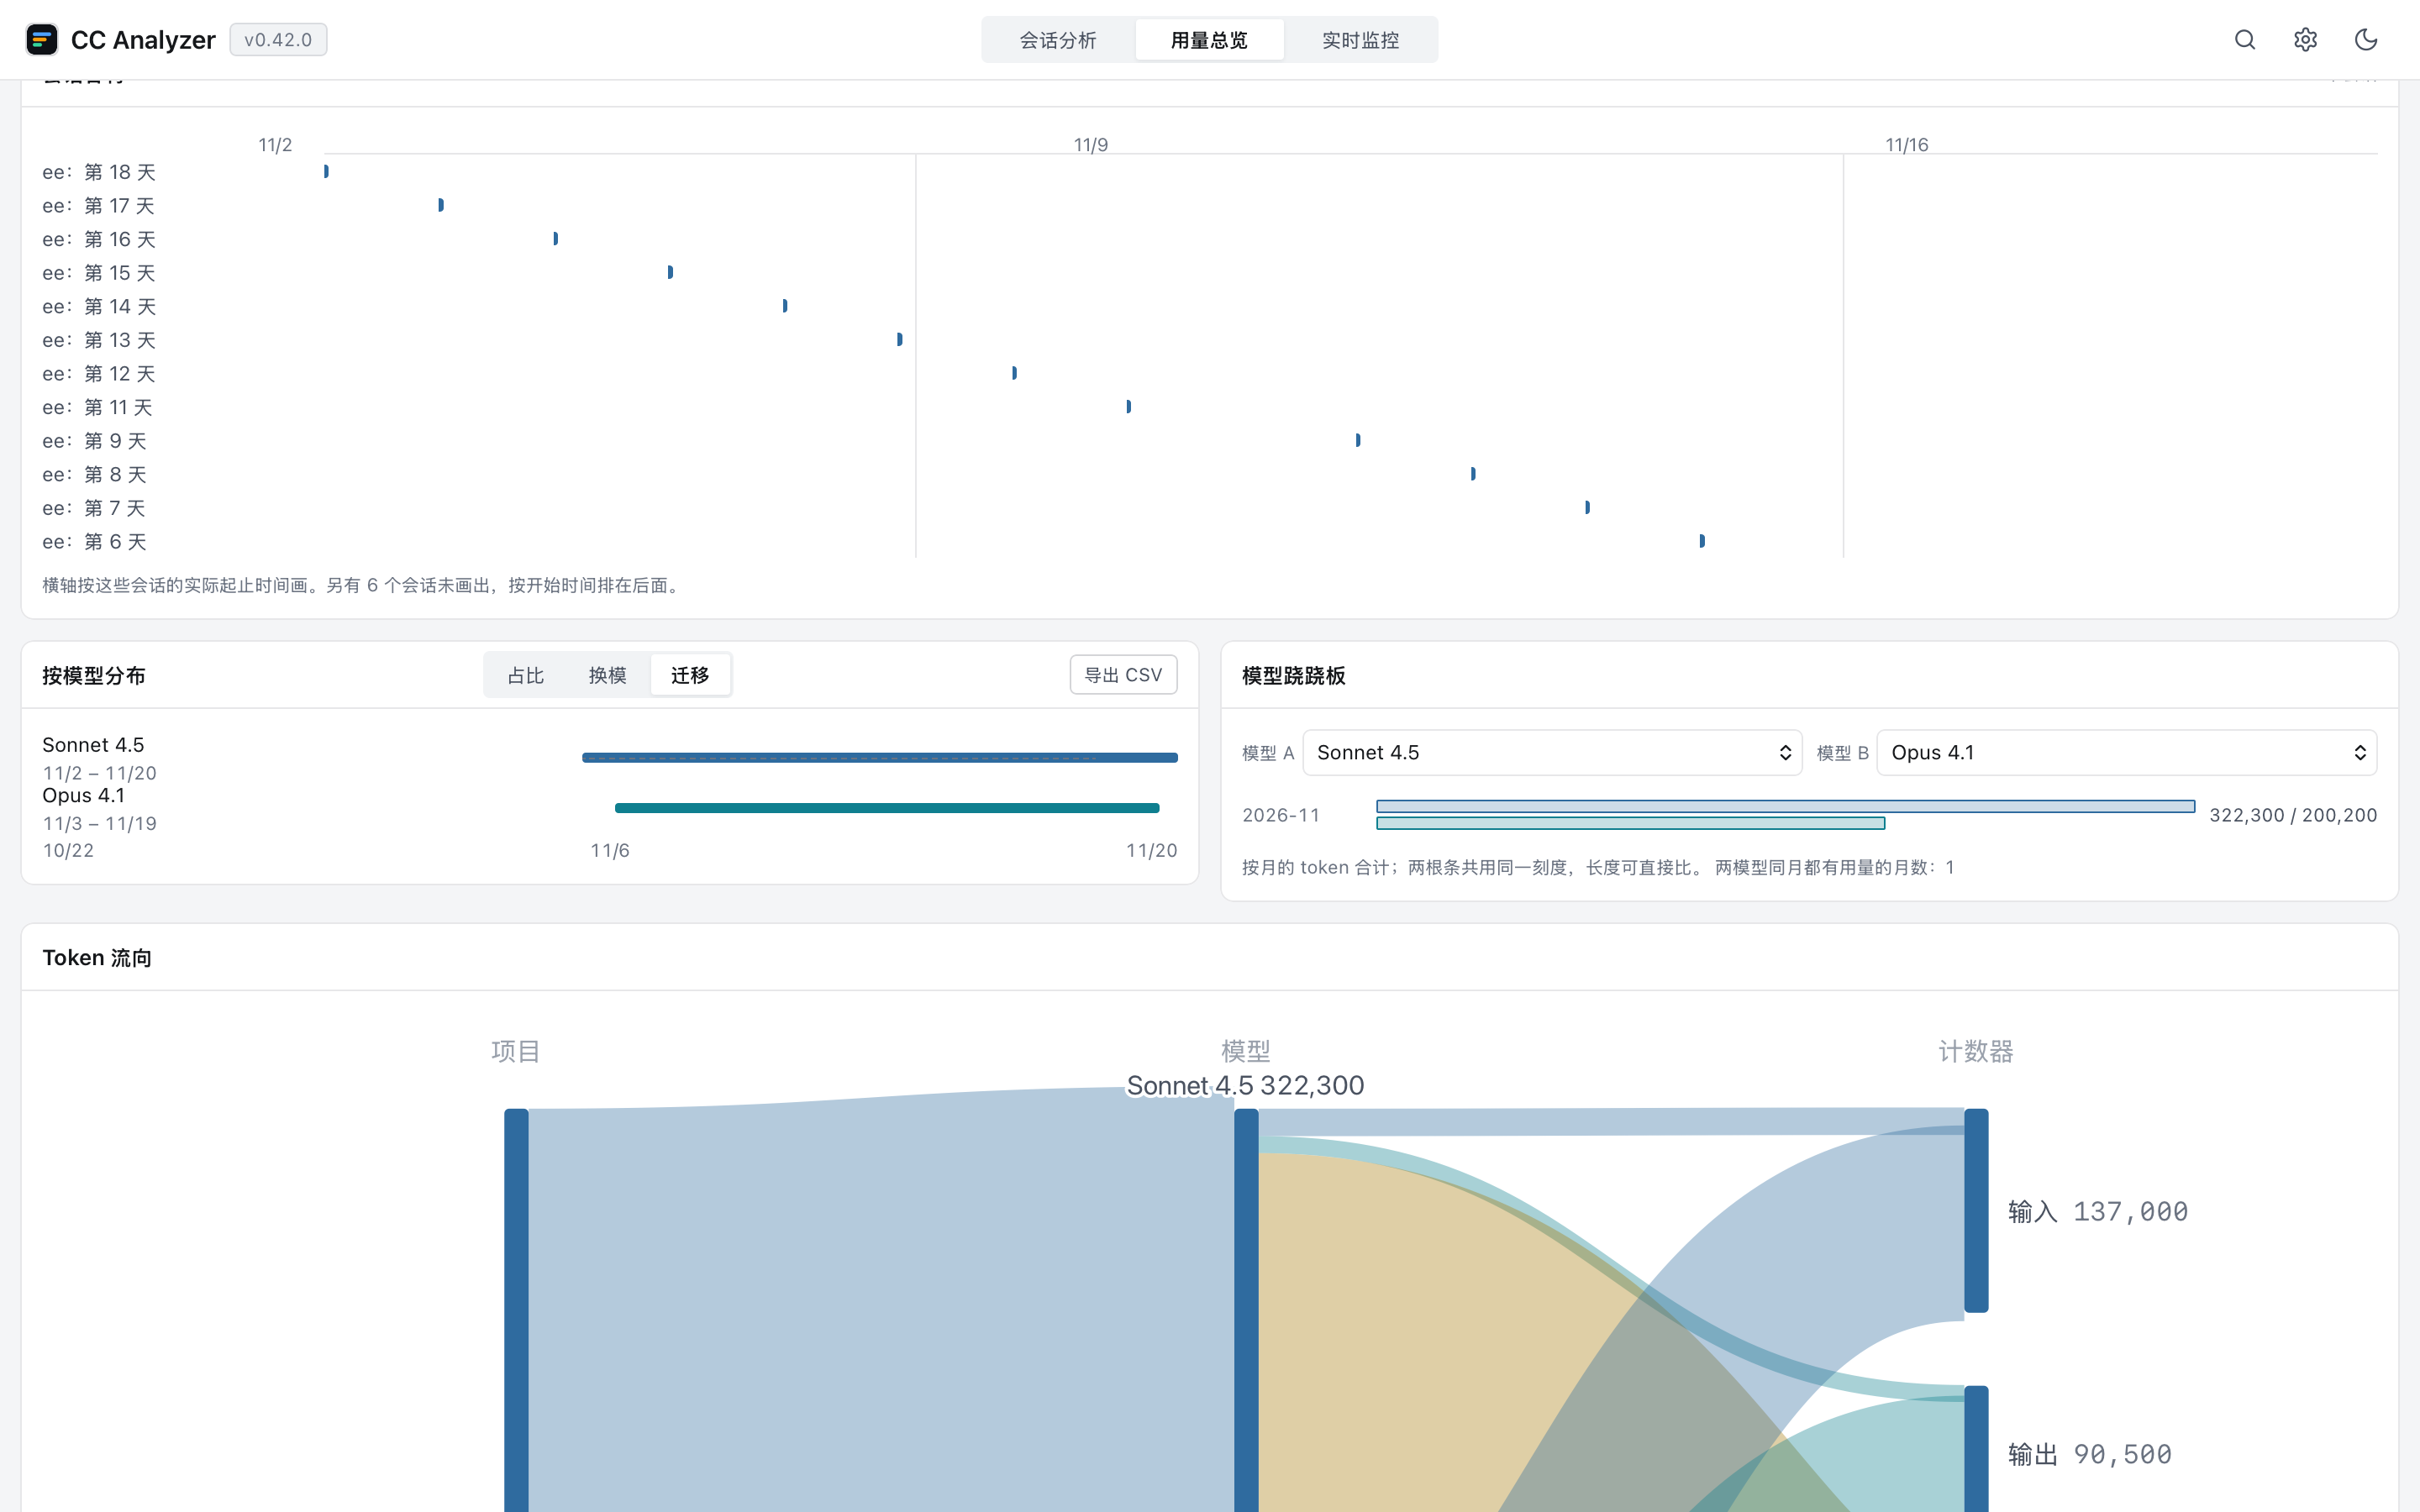 CC Analyzer v0.42.0 会话分析 用量总览 实时监控
11/2 11/9 11/16
ee：第 18 天
ee：第 17 天
ee：第 16 天
ee：第 15 天
ee：第 14 天
ee：第 13 天
ee：第 12 天
ee：第 11 天
ee：第 9 天
ee：第 8 天
ee：第 7 天
ee：第 6 天
横轴按这些会话的实际起止时间画。另有 6 个会话未画出，按开始时间排在后面。
按模型分布 占比 换模 迁移 导出 CSV
Sonnet 4.5
11/2 – 11/20
Opus 4.1
11/3 – 11/19
10/22 11/6 11/20
模型跷跷板
模型 A Sonnet 4.5 模型 B Opus 4.1
2026-11 322,300 / 200,200
按月的 token 合计；两根条共用同一刻度，长度可直接比。 两模型同月都有用量的月数：1
Token 流向
项目 模型 计数器
Sonnet 4.5 322,300
输入 137,000
输出 90,500